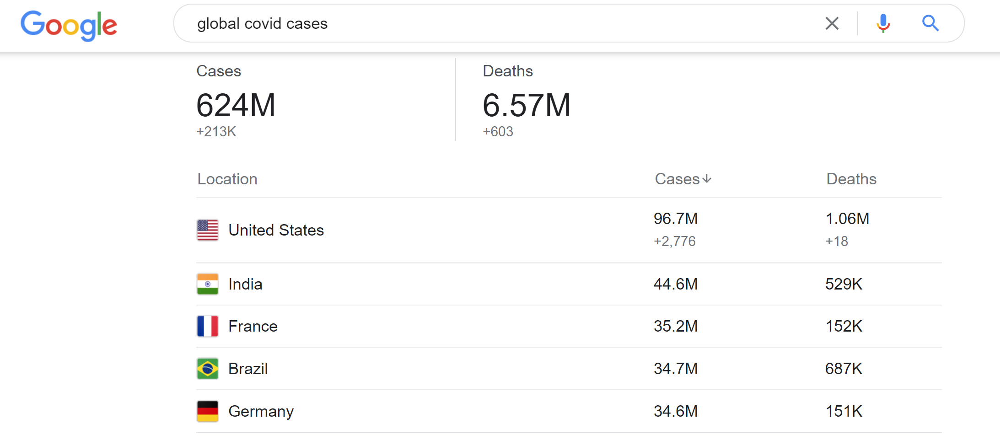 Google
global covid cases
Cases Deaths
624M 6.57M
+213K +603
Location Cases↓ Deaths
United States 96.7M 1.06M
+2,776 +18
India 44.6M 529K
France 35.2M 152K
Brazil 34.7M 687K
Germany 34.6M 151K